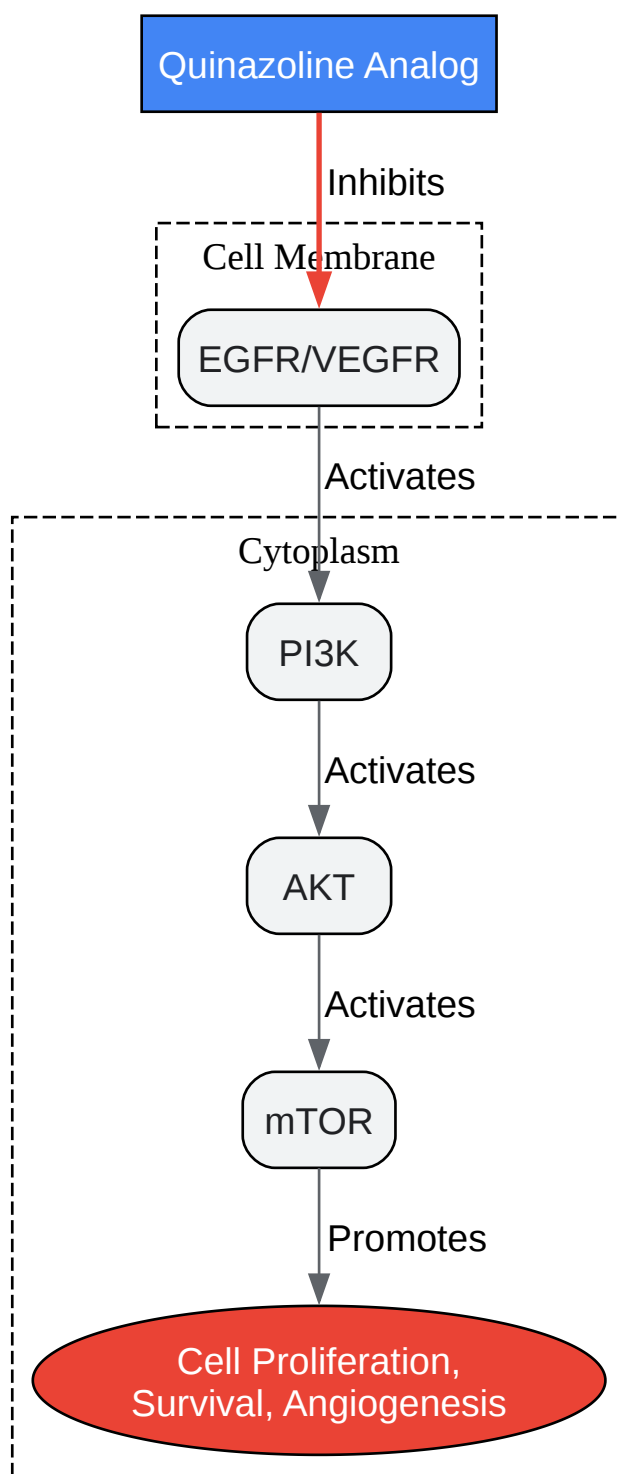 Quinazoline Analog
Inhibits
Cell Membrane
EGFR/VEGFR
Activates
Cytoplasm
PI3K
Activates
AKT
Activates
mTOR
Promotes
Cell Proliferation,
Survival, Angiogenesis